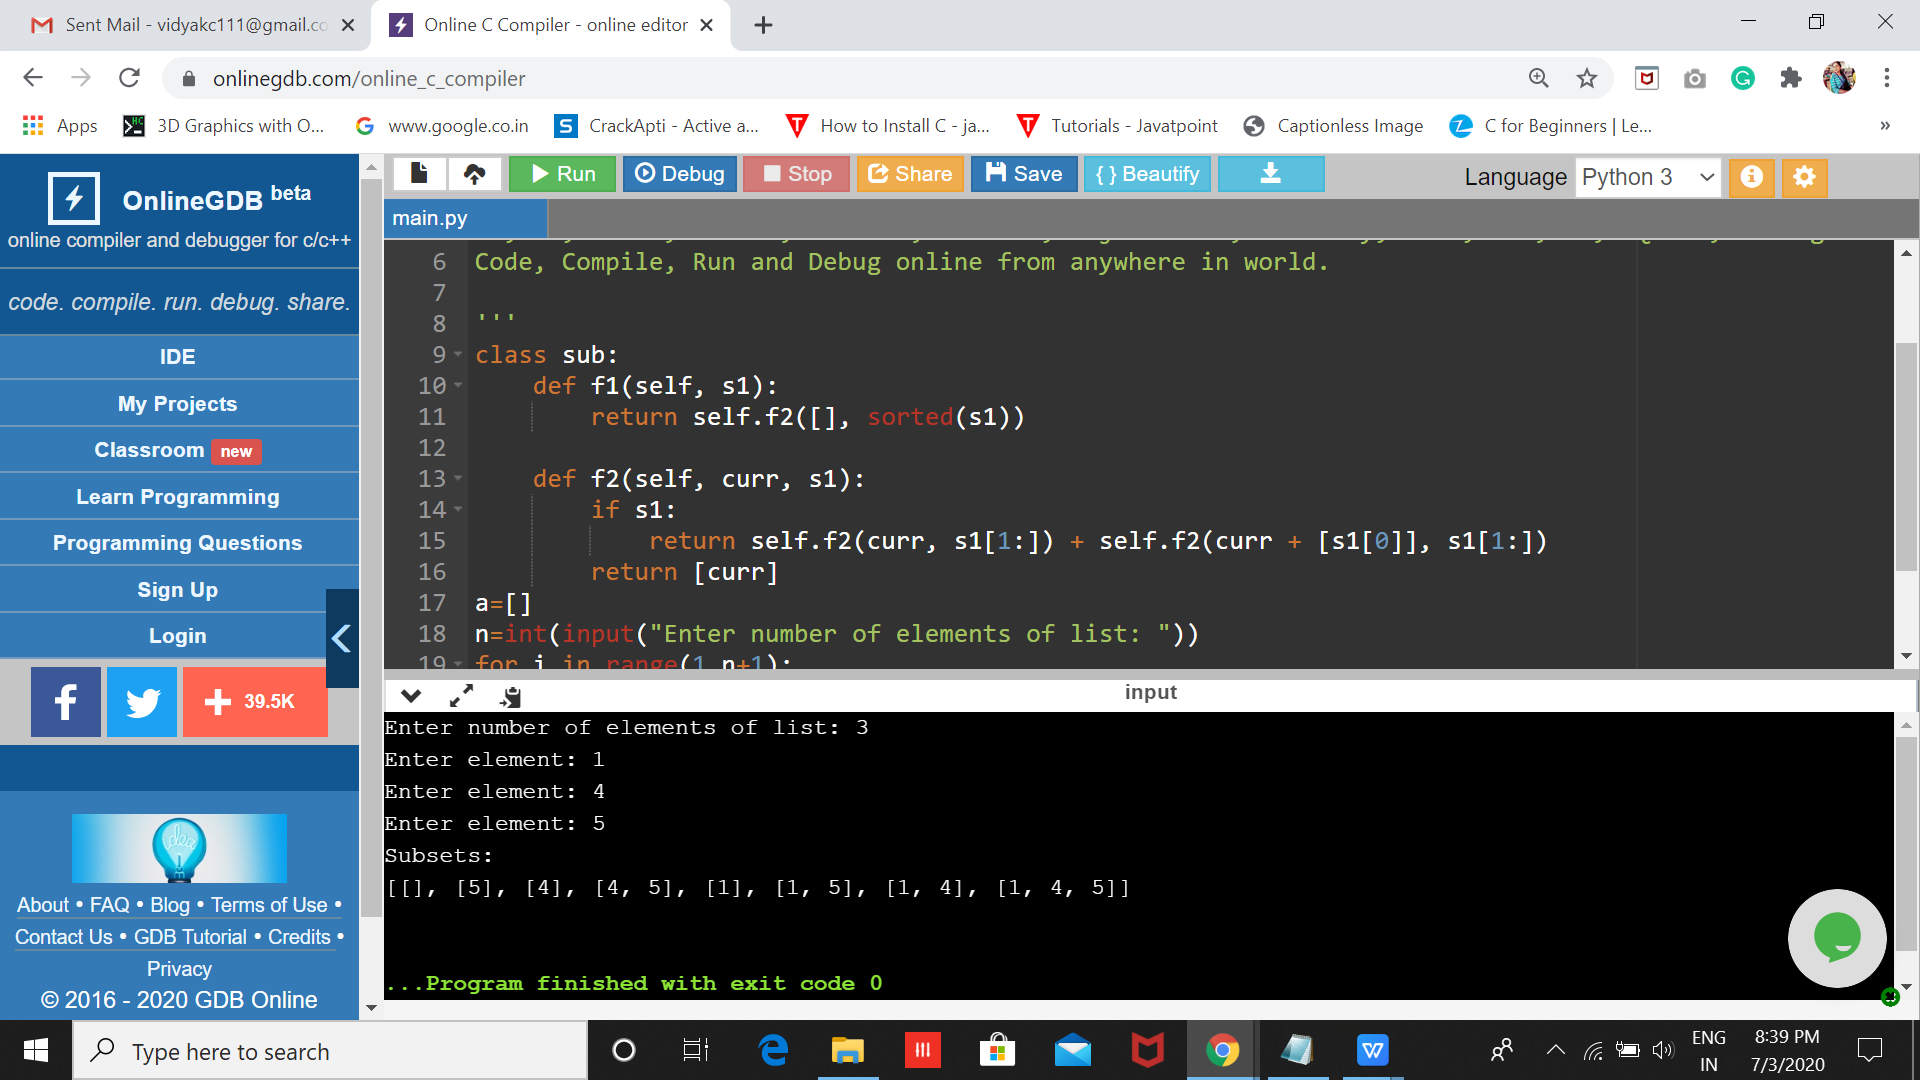 Sent Mail - vidyakc111@gmail.co
Online C Compiler - online editor
onlinegdb.com/online_c_compiler
Apps
3D Graphics with O...
www.google.co.in
CrackApti - Active a...
How to Install C - ja...
Tutorials - Javatpoint
Captionless Image
C for Beginners | Le...
»
OnlineGDB beta
online compiler and debugger for c/c++
code. compile. run. debug. share.
IDE
My Projects
Classroom new
Learn Programming
Programming Questions
Sign Up
Login
39.5K
idea
About • FAQ • Blog • Terms of Use •
Contact Us • GDB Tutorial • Credits •
Privacy
© 2016 - 2020 GDB Online
Run
Debug
Stop
Share
Save
{ } Beautify
Language Python 3
main.py
6 Code, Compile, Run and Debug online from anywhere in world.
7
8 '''
9 class sub:
10 def f1(self, s1):
11 return self.f2([], sorted(s1))
12
13 def f2(self, curr, s1):
14 if s1:
15 return self.f2(curr, s1[1:]) + self.f2(curr + [s1[0]], s1[1:])
16 return [curr]
17 a=[]
18 n=int(input("Enter number of elements of list: "))
19 for i in range(1,n+1):
input
Enter number of elements of list: 3
Enter element: 1
Enter element: 4
Enter element: 5
Subsets:
[[], [5], [4], [4, 5], [1], [1, 5], [1, 4], [1, 4, 5]]
...Program finished with exit code 0
Type here to search
ENG
IN
8:39 PM
7/3/2020